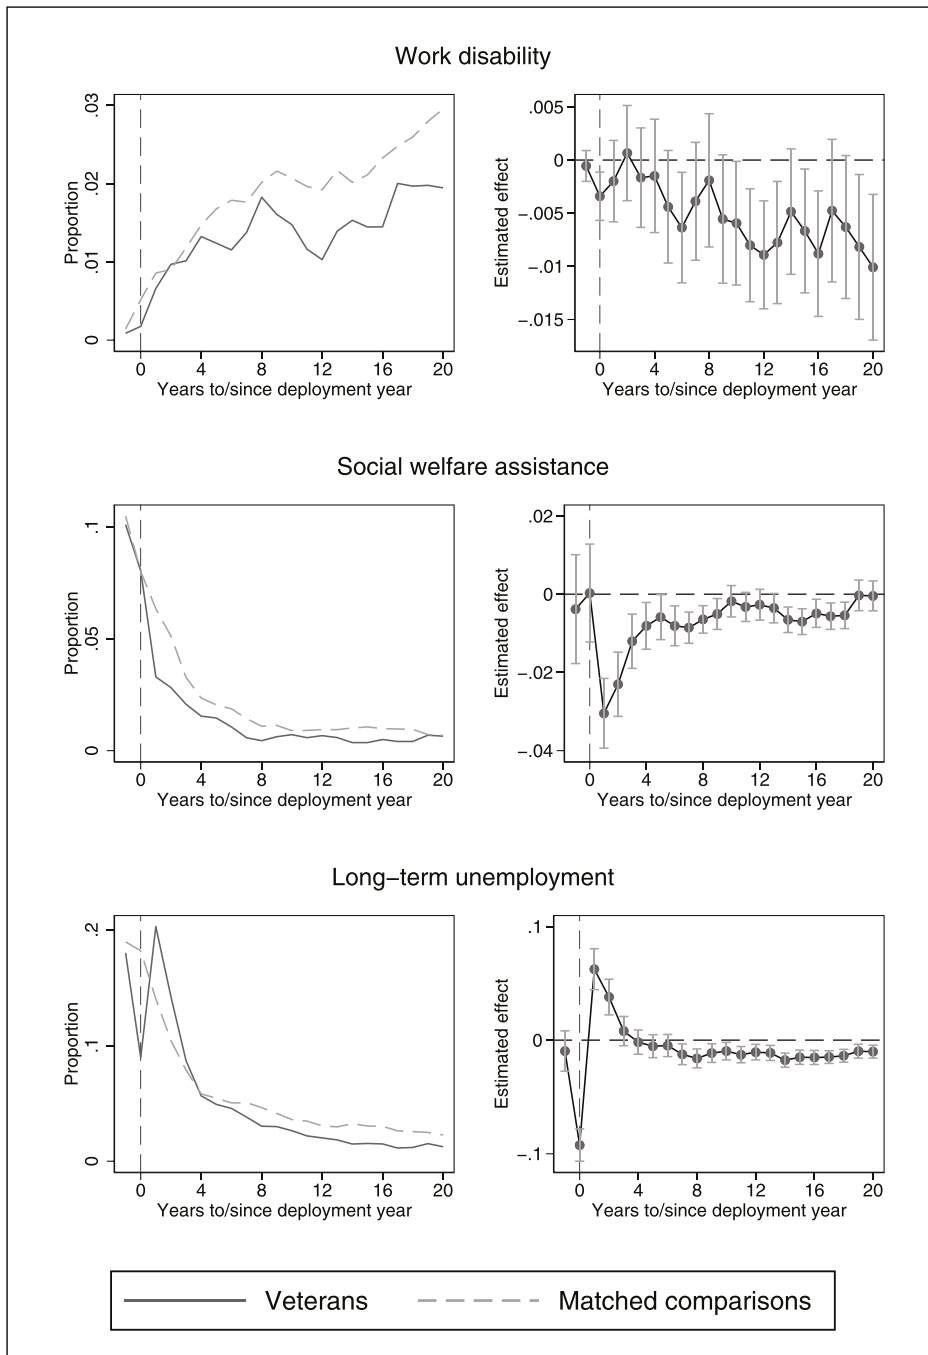 Work disability
.03
.02
.01
0
Proportion
0 4 8 12 16 20
Years to/since deployment year
.005
0
−.005
−.01
−.015
Estimated effect
0 4 8 12 16 20
Years to/since deployment year
Social welfare assistance
.1
.05
0
Proportion
0 4 8 12 16 20
Years to/since deployment year
.02
0
−.02
−.04
Estimated effect
0 4 8 12 16 20
Years to/since deployment year
Long−term unemployment
.2
.1
0
Proportion
0 4 8 12 16 20
Years to/since deployment year
.1
0
−.1
Estimated effect
0 4 8 12 16 20
Years to/since deployment year
Veterans Matched comparisons